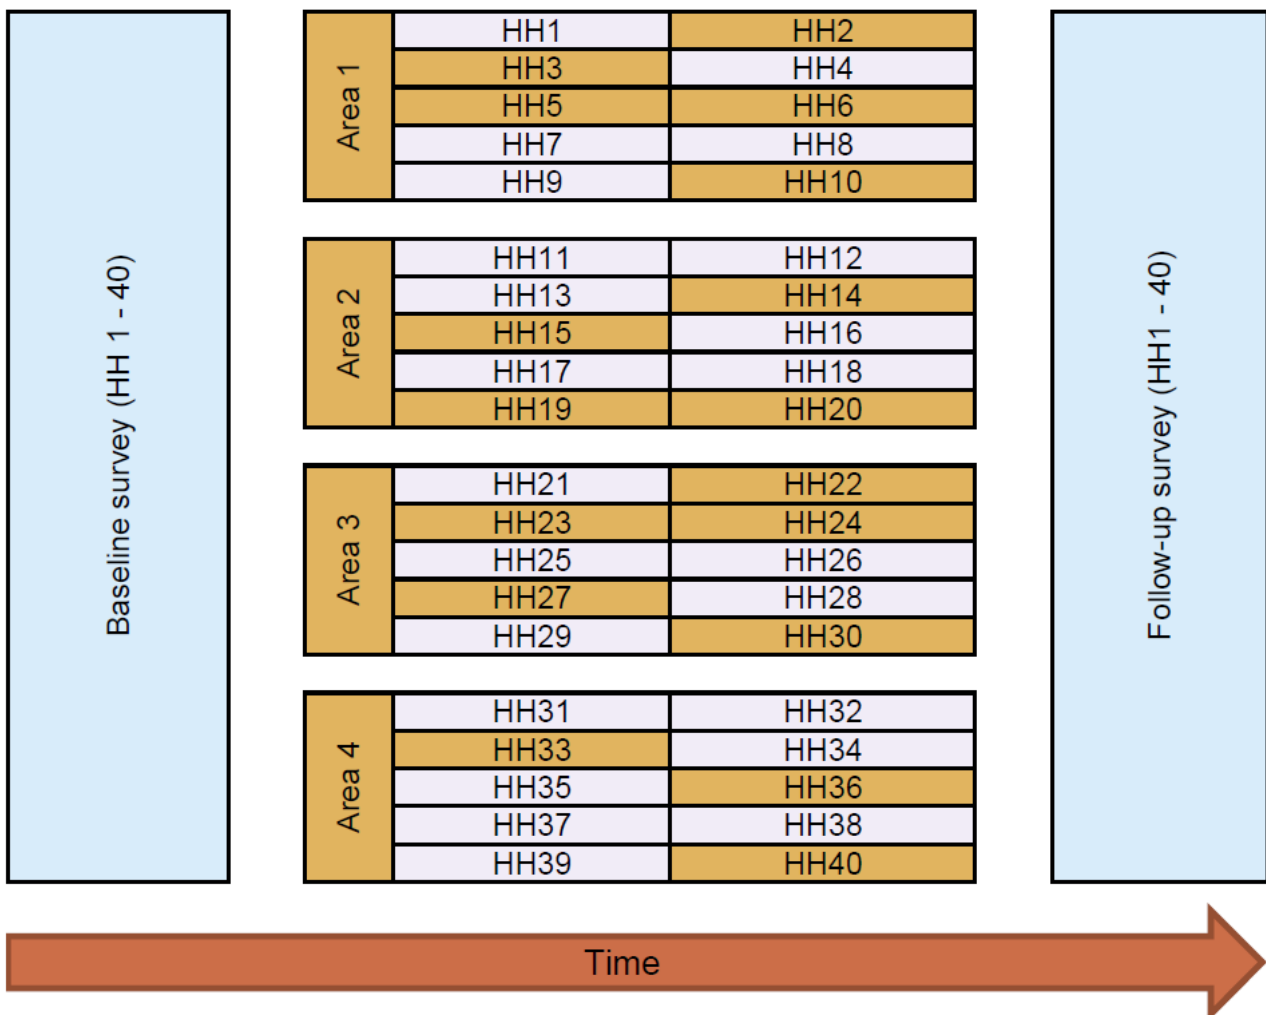 Baseline survey (HH 1 - 40)
Area 1
HH1 HH2
HH3 HH4
HH5 HH6
HH7 HH8
HH9 HH10
Area 2
HH11 HH12
HH13 HH14
HH15 HH16
HH17 HH18
HH19 HH20
Area 3
HH21 HH22
HH23 HH24
HH25 HH26
HH27 HH28
HH29 HH30
Area 4
HH31 HH32
HH33 HH34
HH35 HH36
HH37 HH38
HH39 HH40
Follow-up survey (HH1 - 40)
Time